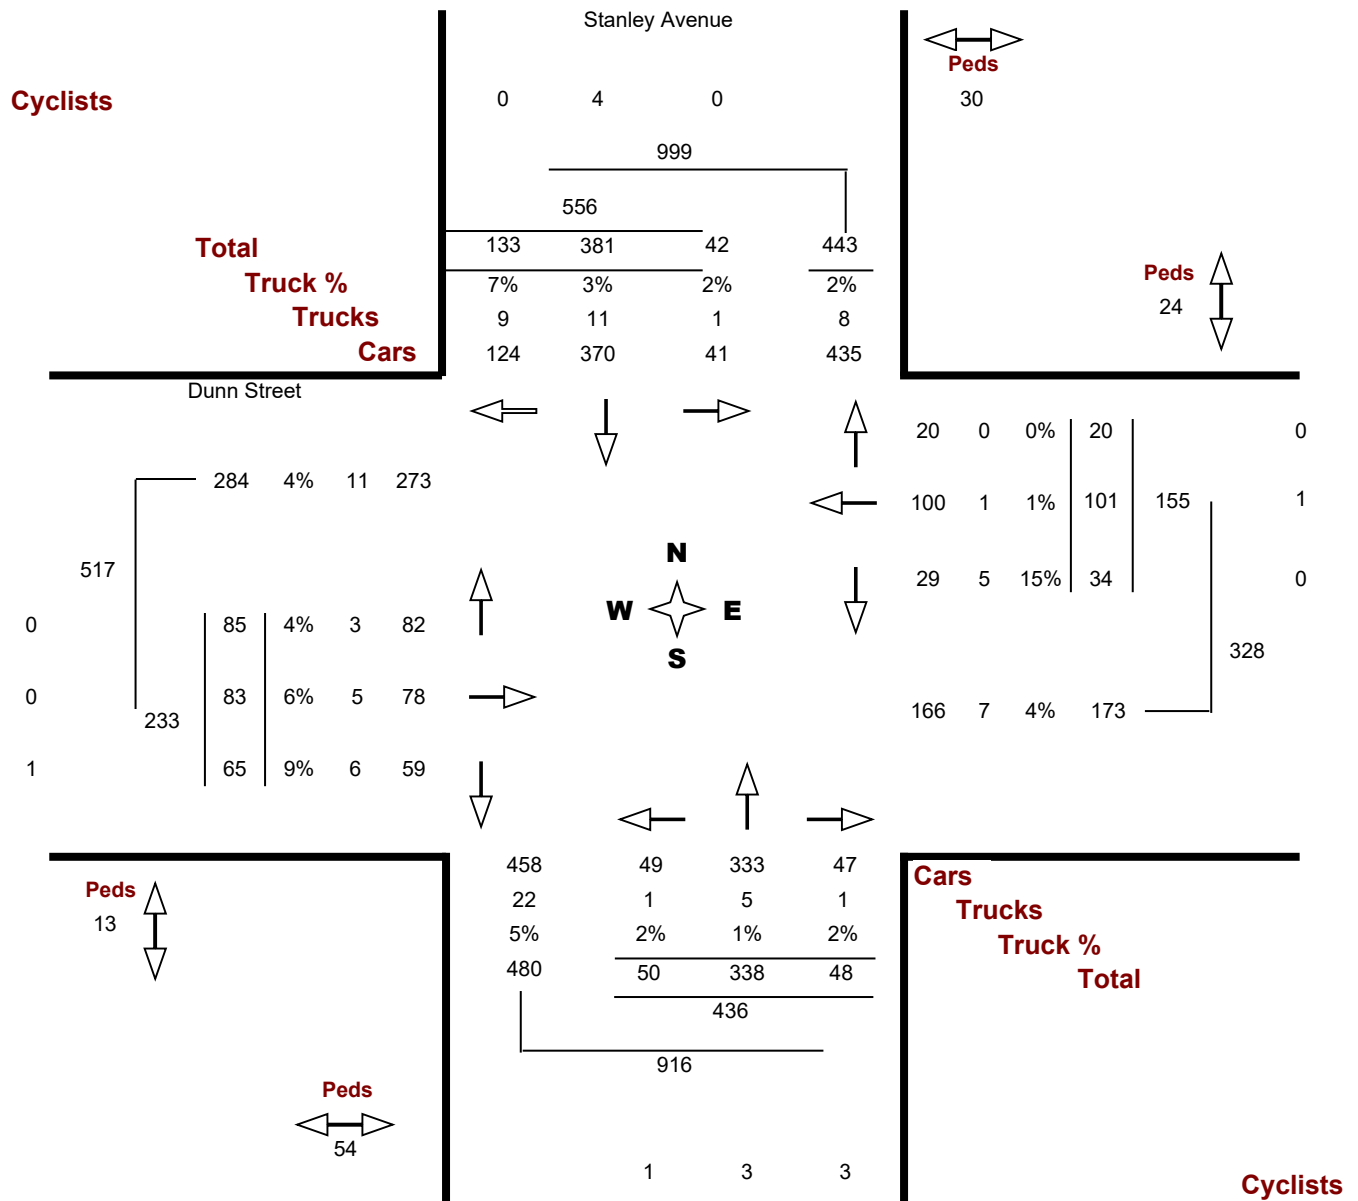 Stanley Avenue
Peds
Cyclists 0 4 0 30
999
556
Total 133 381 42 443
Truck % 7% 3% 2% 2% Peds
Trucks 9 11 1 8 24
Cars 124 370 41 435
Dunn Street
20 0 0% 20 0
284 4% 11 273
100 1 1% 101 155 1
N
517 29 5 15% 34 0
W E
0 85 4% 3 82
S 328
0 83 6% 5 78
233 166 7 4% 173
1 65 9% 6 59
458 49 333 47 Cars
Peds 22 1 5 1 Trucks
13 5% 2% 1% 2% Truck %
480 50 338 48 Total
436
916
Peds
54
1 3 3 Cyclists